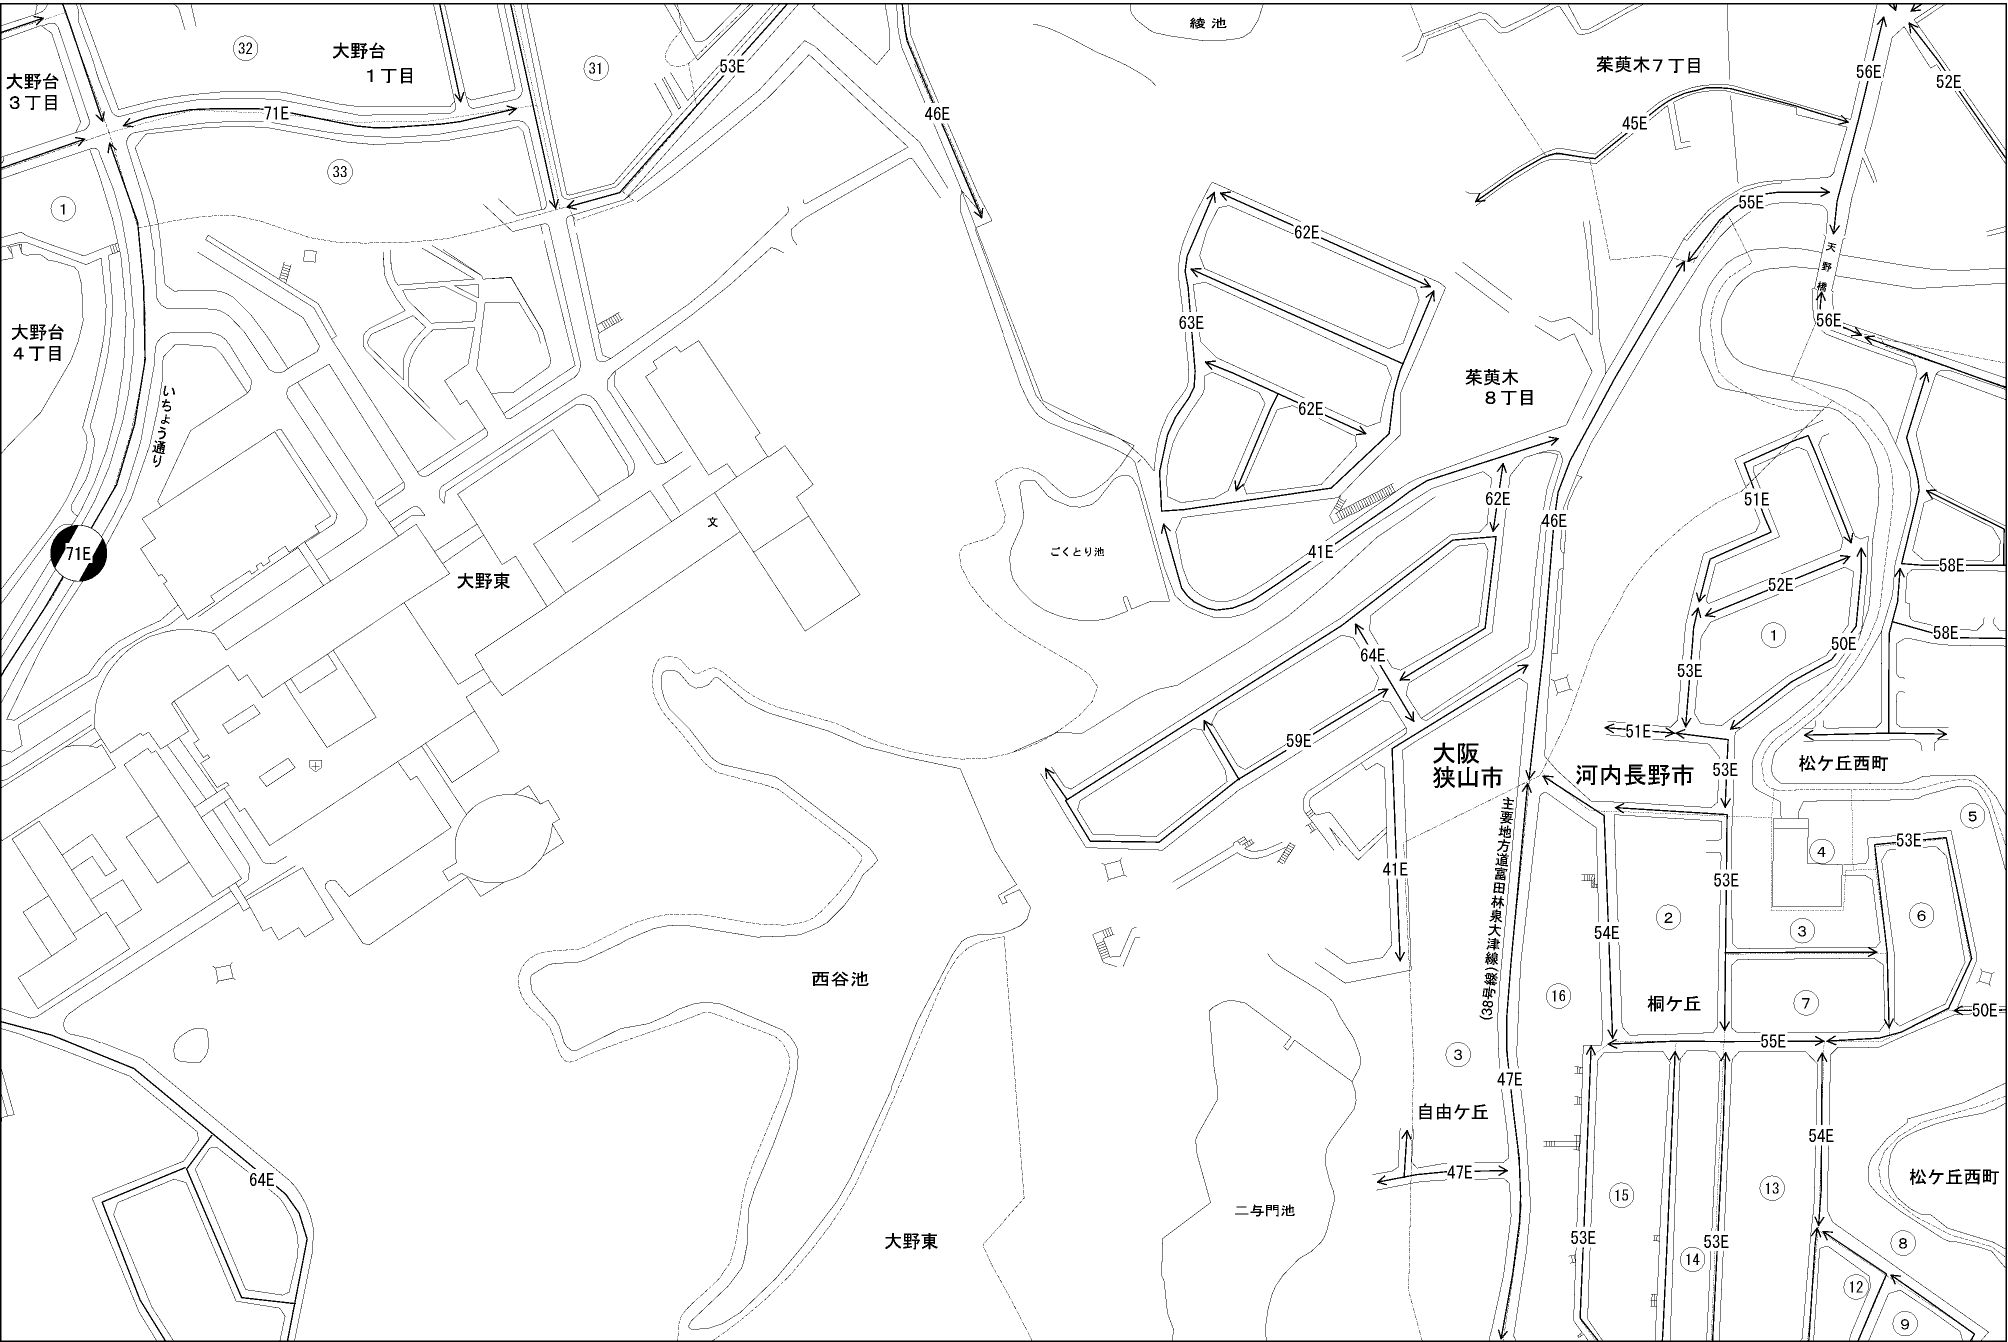 綾池
32
大野台
1丁目
31
53E
大野台
3丁目
71E
46E
茱萸木7丁目
56E
52E
45E
33
1
55E
62E
天野橋
大野台
4丁目
63E
56E
茱萸木
8丁目
いちょう通り
62E
51E
62E
46E
文
71E
大野東
ごくとり池
41E
58E
52E
1
58E
50E
64E
53E
51E
59E
大阪
狭山市
河内長野市
53E
松ケ丘西町
主要地方道富田林泉大津線
(38号線)
5
4
53E
41E
53E
2
6
3
54E
西谷池
16
桐ケ丘
7
50E
55E
3
47E
自由ケ丘
54E
47E
64E
松ケ丘西町
15
13
二与門池
大野東
53E
53E
8
14
12
9